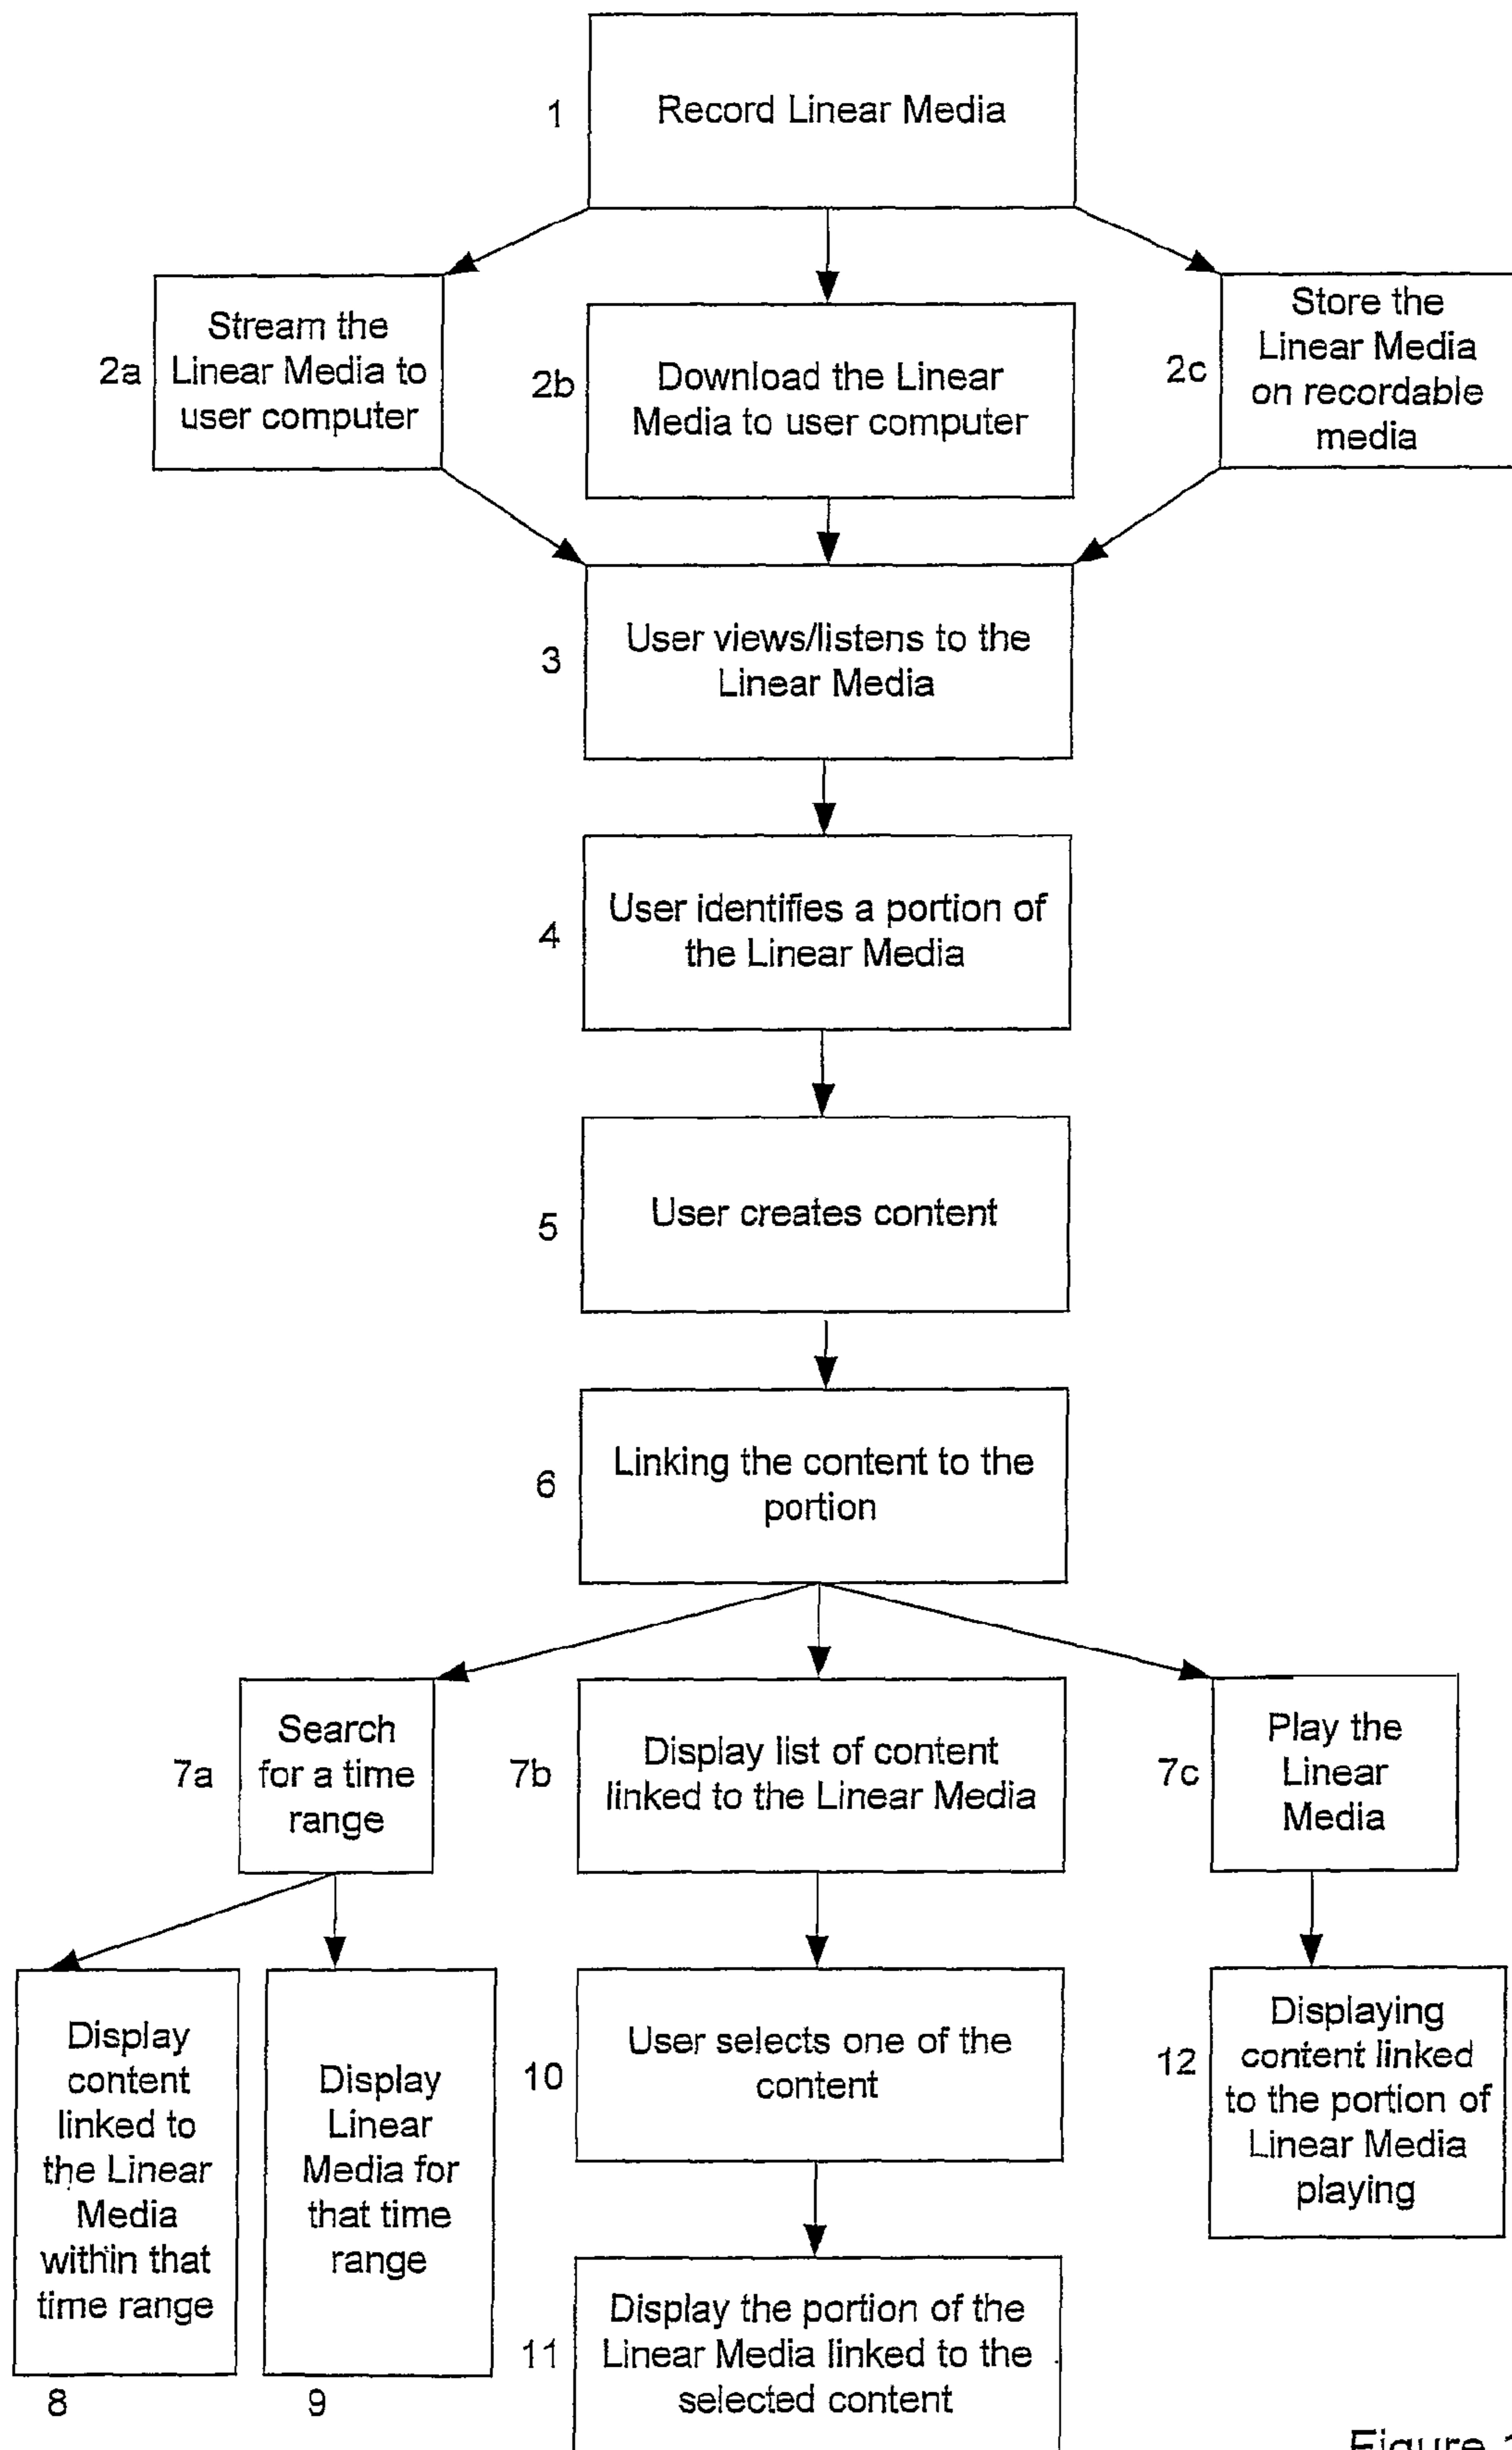 1
Record Linear Media
2a
Stream the
Linear Media to
user computer
2b
Download the Linear
Media to user computer
2c
Store the
Linear Media
on recordable
media
3
User views/listens to the
Linear Media
4
User identifies a portion of
the Linear Media
5
User creates content
6
Linking the content to the
portion
7a
Search
for a time
range
7b
Display list of content
linked to the Linear Media
7c
Play the
Linear
Media
Display
content
linked to
the Linear
Media
within that
time range
8
Display
Linear
Media for
that time
range
9
10
User selects one of the
content
12
Displaying
content linked
to the portion of
Linear Media
playing
11
Display the portion of the
Linear Media linked to the
selected content
Figure 1